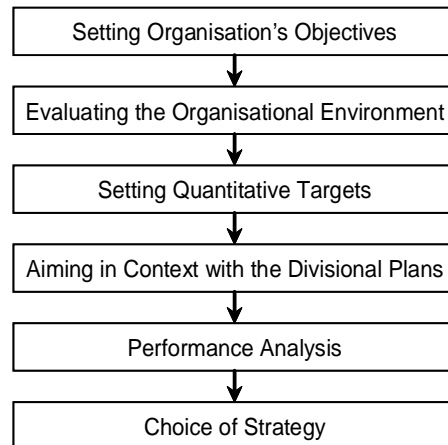 Setting Organisation's Objectives
Evaluating the Organisational Environment
Setting Quantitative Targets
Aiming in Context with the Divisional Plans
Performance Analysis
Choice of Strategy